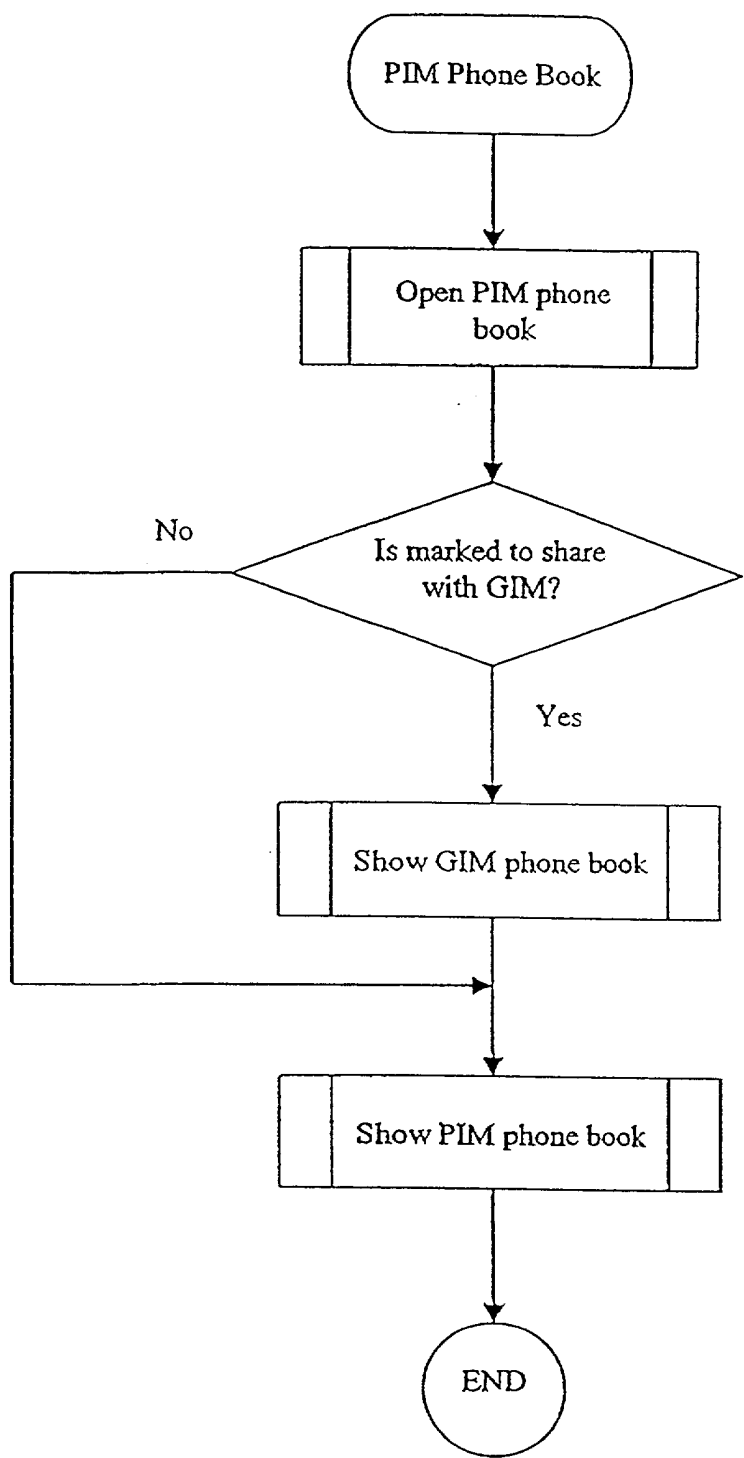 PIM Phone Book
Open PIM phone
book
No
Is marked to share
with GIM?
Yes
Show GIM phone book
Show PIM phone book
END